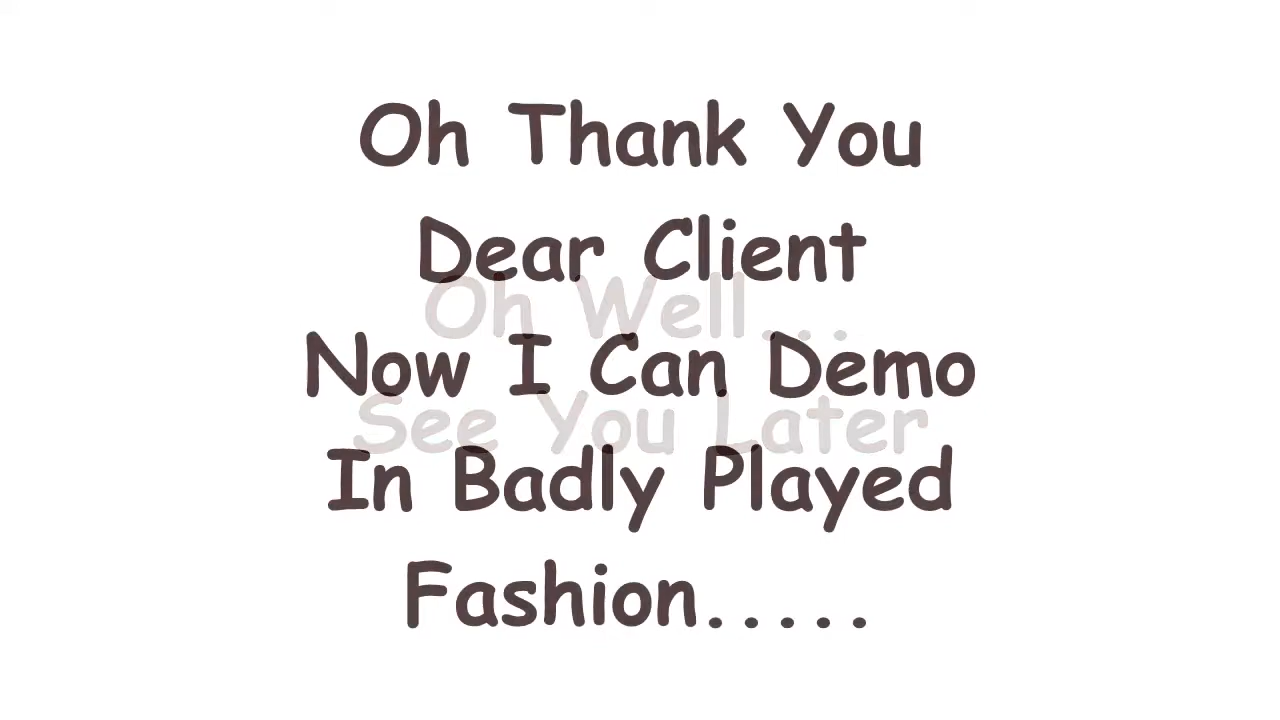 Oh Thank You
Dear Client
Oh Well...
Now I Can Demo
See You Later
In Badly Played
Fashion.....